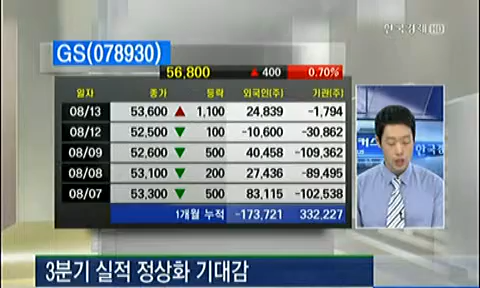 한국경제 HD
GS(078930)
56,800 ▲ 400 0.70%
일자 종가 등락 외국인(주) 기관(주)
08/13 53,600 ▲ 1,100 24,839 -1,794
08/12 52,500 ▼ 100 -10,600 -30,862
08/09 52,600 ▼ 500 40,458 -109,362
08/08 53,100 ▼ 200 27,436 -89,495
08/07 53,300 ▼ 500 83,115 -102,538
1개월 누적 -173,721 332,227
3분기 실적 정상화 기대감